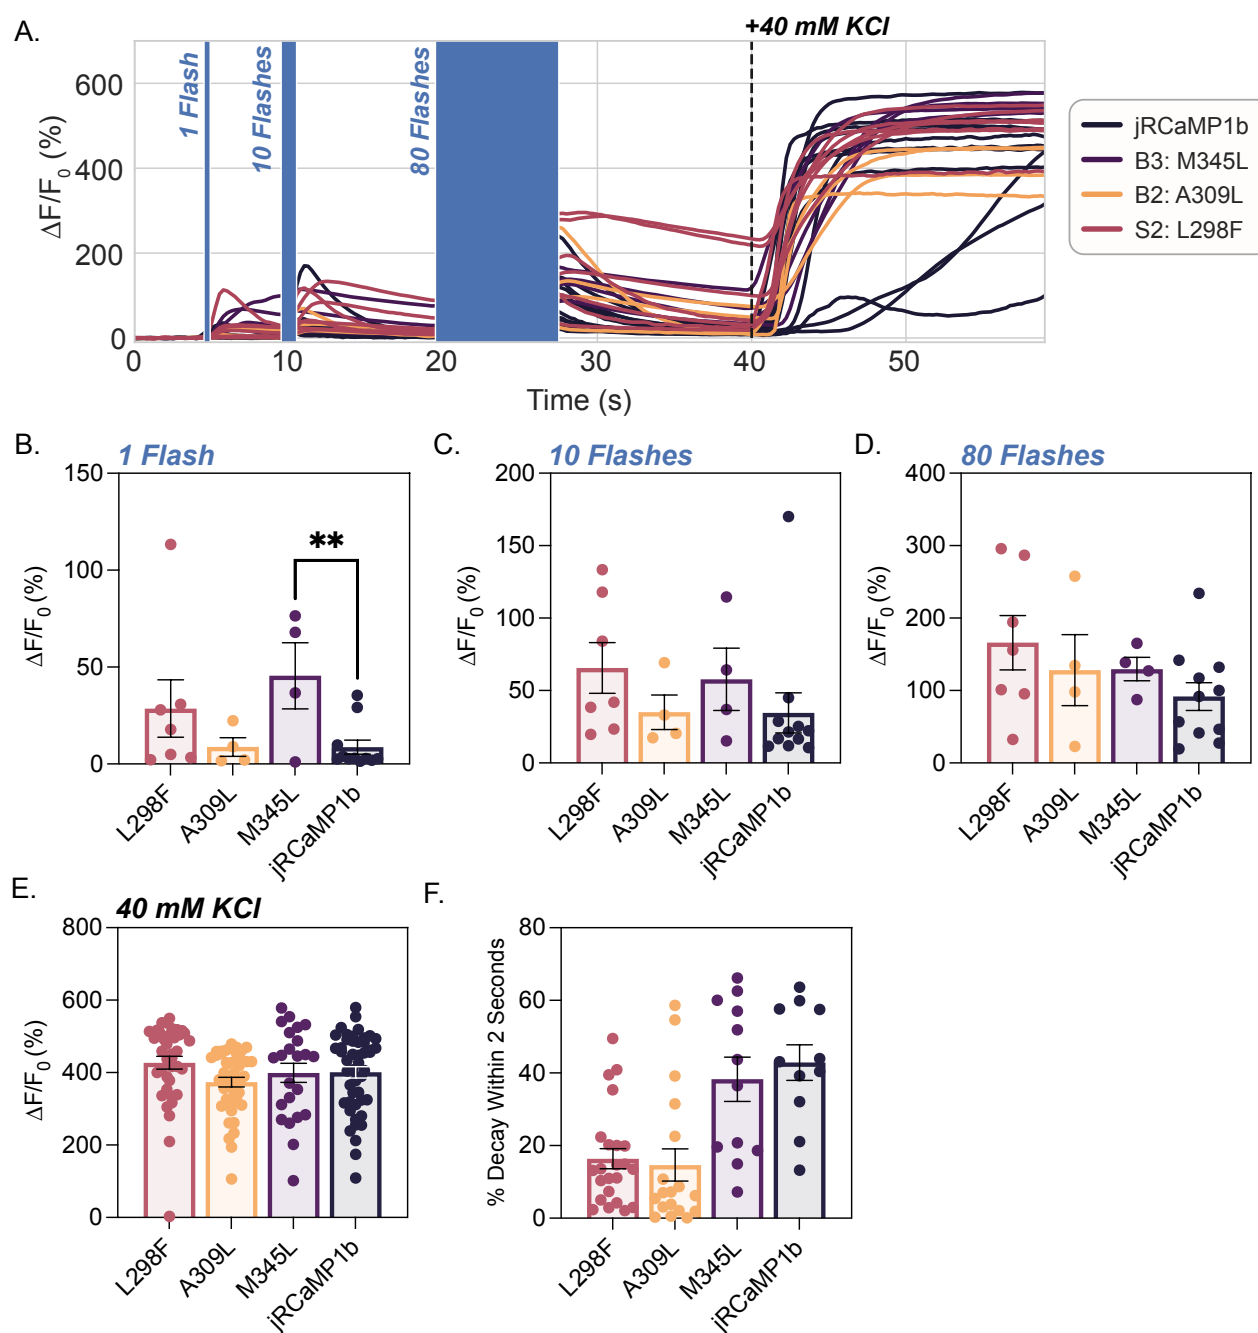 A.
+40 mM KCl
1 Flash
10 Flashes
80 Flashes
ΔF/F0 (%)
600
400
200
0
0 10 20 30 40 50
Time (s)
jRCaMP1b
B3: M345L
B2: A309L
S2: L298F
B.
1 Flash
ΔF/F0 (%)
150
100
50
0
**
L298F
A309L
M345L
jRCaMP1b
C.
10 Flashes
ΔF/F0 (%)
200
150
100
50
0
L298F
A309L
M345L
jRCaMP1b
D.
80 Flashes
ΔF/F0 (%)
400
300
200
100
0
L298F
A309L
M345L
jRCaMP1b
E.
40 mM KCl
ΔF/F0 (%)
800
600
400
200
0
L298F
A309L
M345L
jRCaMP1b
F.
% Decay Within 2 Seconds
80
60
40
20
0
L298F
A309L
M345L
jRCaMP1b